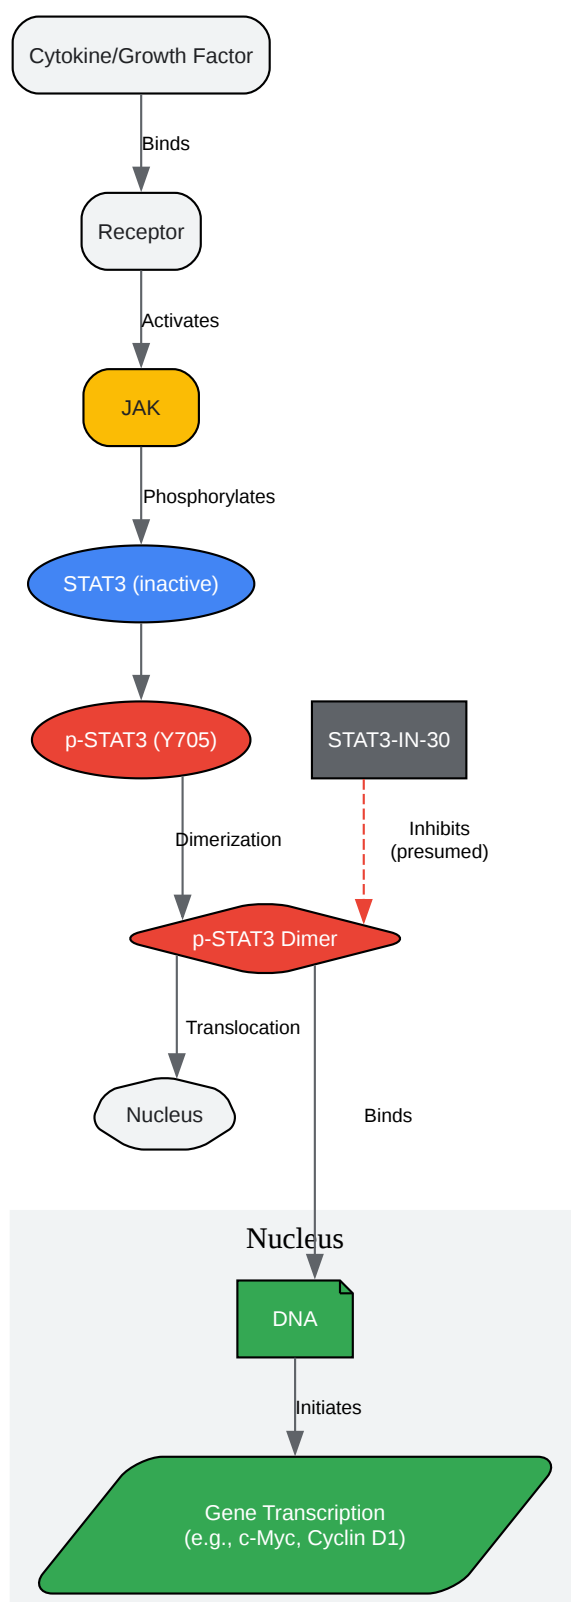 Cytokine/Growth Factor
Binds
Receptor
Activates
JAK
Phosphorylates
STAT3 (inactive)
p-STAT3 (Y705)
STAT3-IN-30
Dimerization
Inhibits
(presumed)
p-STAT3 Dimer
Translocation
Nucleus
Binds
Nucleus
DNA
Initiates
Gene Transcription
(e.g., c-Myc, Cyclin D1)